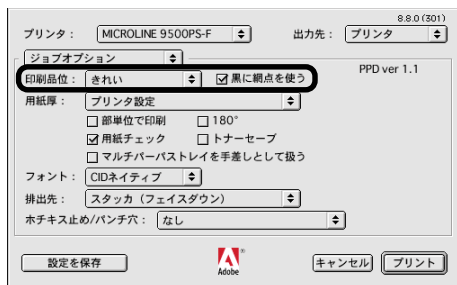 8.8.0 (301)
プリンタ： MICROLINE 9500PS-F 出力先： プリンタ
ジョブオプション
PPD ver 1.1
印刷品位： きれい 黒に網点を使う
用紙厚： プリンタ設定
部単位で印刷 180°
用紙チェック トナーセーブ
マルチパーパストレイを手差しとして扱う
フォント： CIDネイティブ
排出先： スタッカ（フェイスダウン）
ホチキス止め/パンチ穴： なし
設定を保存 Adobe キャンセル プリント